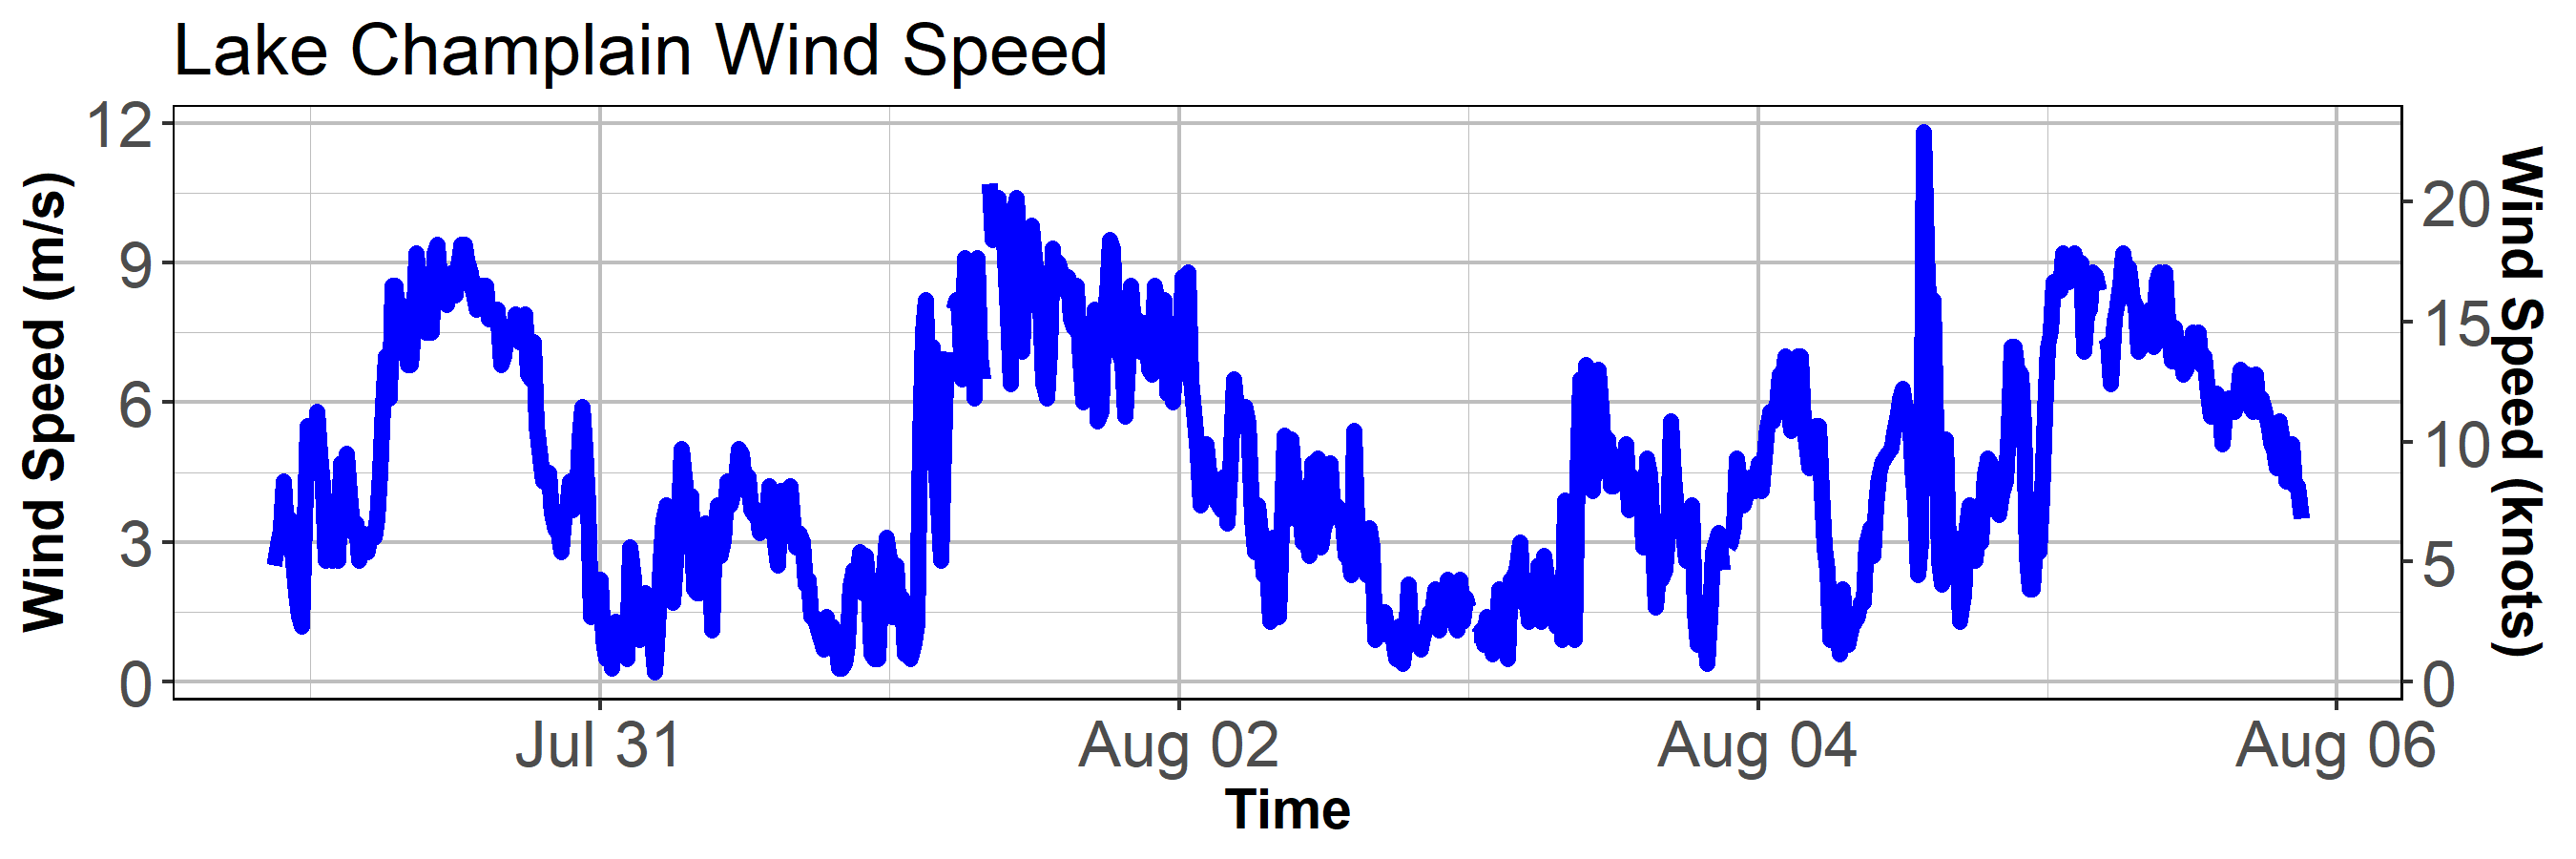 Lake Champlain Wind Speed
12
9
6
3
0
Wind Speed (m/s)
20
15
10
5
0
Wind Speed (knots)
Jul 31
Aug 02
Aug 04
Aug 06
Time